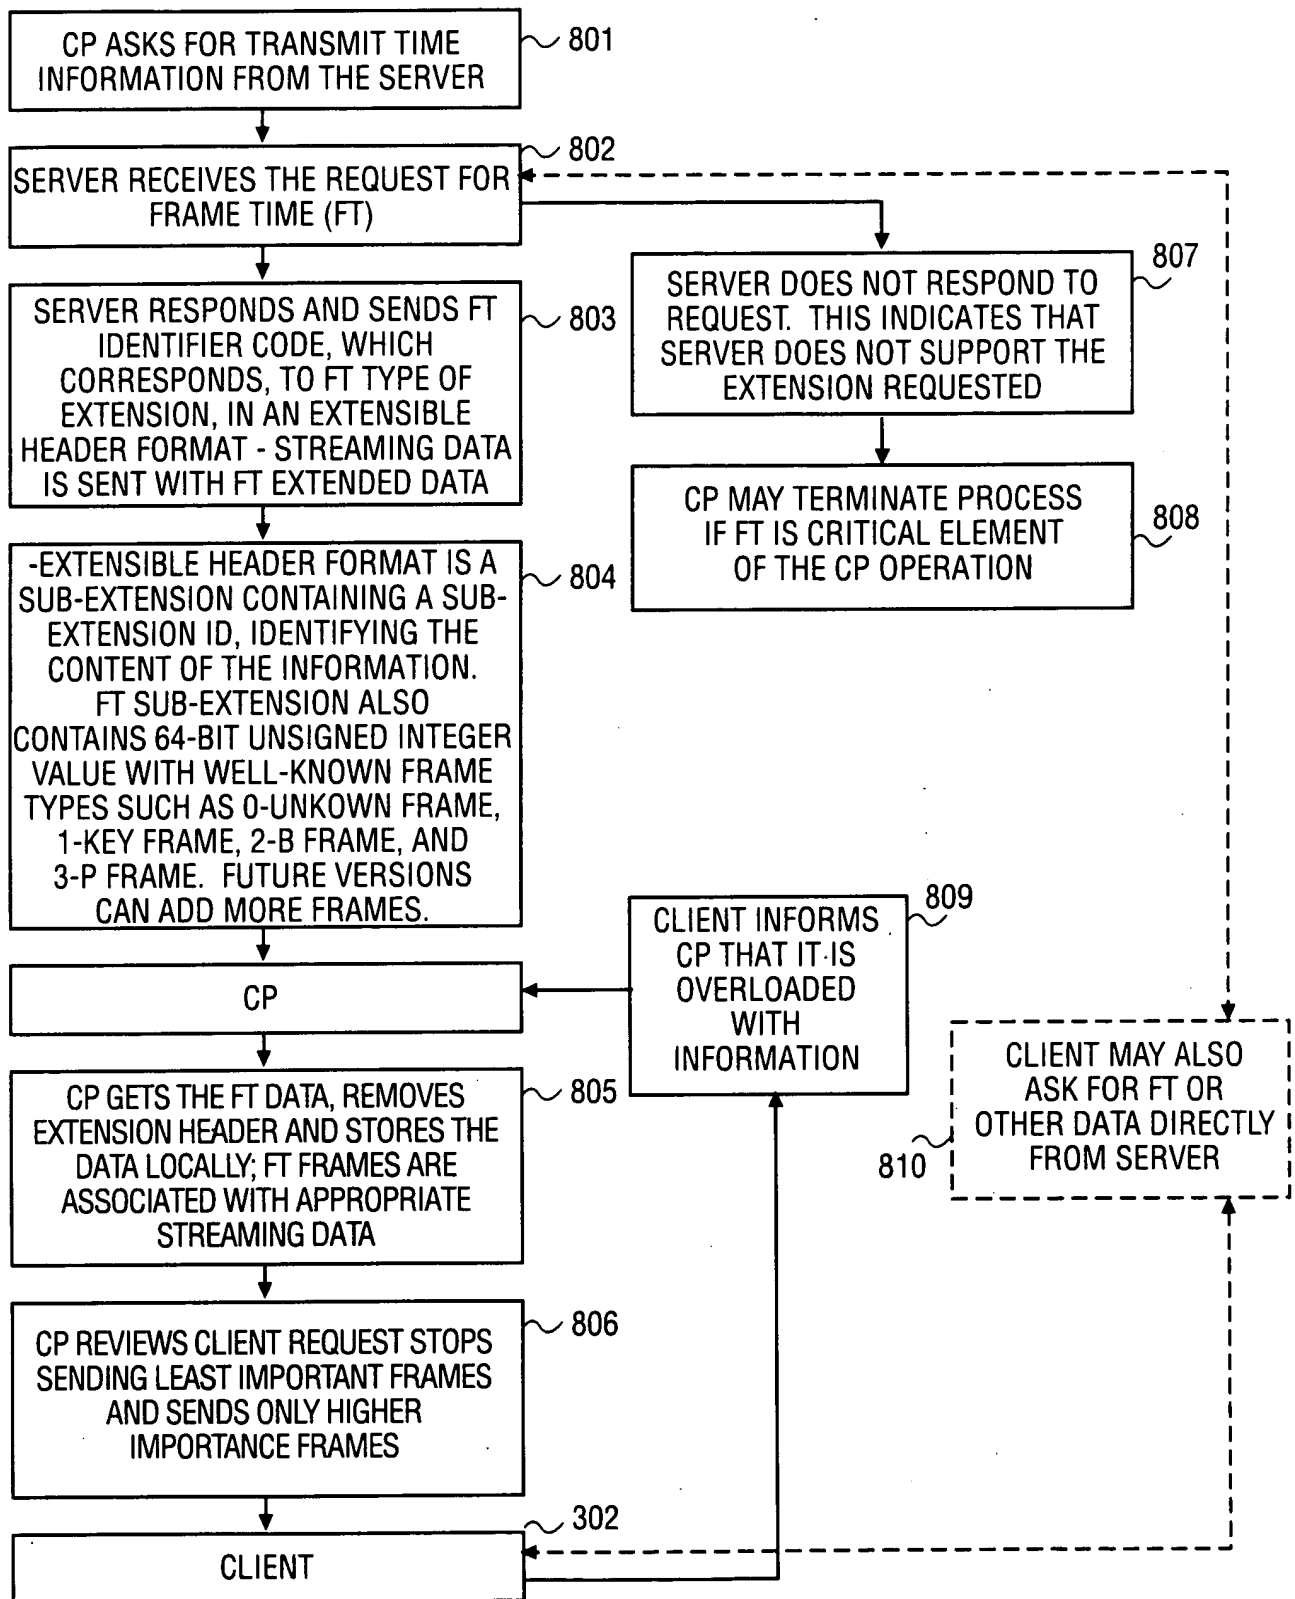 CP ASKS FOR TRANSMIT TIME
INFORMATION FROM THE SERVER
801
SERVER RECEIVES THE REQUEST FOR
FRAME TIME (FT)
802
SERVER RESPONDS AND SENDS FT
IDENTIFIER CODE, WHICH
CORRESPONDS, TO FT TYPE OF
EXTENSION, IN AN EXTENSIBLE
HEADER FORMAT - STREAMING DATA
IS SENT WITH FT EXTENDED DATA
803
SERVER DOES NOT RESPOND TO
REQUEST. THIS INDICATES THAT
SERVER DOES NOT SUPPORT THE
EXTENSION REQUESTED
807
CP MAY TERMINATE PROCESS
IF FT IS CRITICAL ELEMENT
OF THE CP OPERATION
808
-EXTENSIBLE HEADER FORMAT IS A
SUB-EXTENSION CONTAINING A SUB-
EXTENSION ID, IDENTIFYING THE
CONTENT OF THE INFORMATION.
FT SUB-EXTENSION ALSO
CONTAINS 64-BIT UNSIGNED INTEGER
VALUE WITH WELL-KNOWN FRAME
TYPES SUCH AS 0-UNKOWN FRAME,
1-KEY FRAME, 2-B FRAME, AND
3-P FRAME. FUTURE VERSIONS
CAN ADD MORE FRAMES.
804
CP
CLIENT INFORMS
CP THAT IT IS
OVERLOADED
WITH
INFORMATION
809
CLIENT MAY ALSO
ASK FOR FT OR
OTHER DATA DIRECTLY
FROM SERVER
810
CP GETS THE FT DATA, REMOVES
EXTENSION HEADER AND STORES THE
DATA LOCALLY; FT FRAMES ARE
ASSOCIATED WITH APPROPRIATE
STREAMING DATA
805
CP REVIEWS CLIENT REQUEST STOPS
SENDING LEAST IMPORTANT FRAMES
AND SENDS ONLY HIGHER
IMPORTANCE FRAMES
806
CLIENT
302